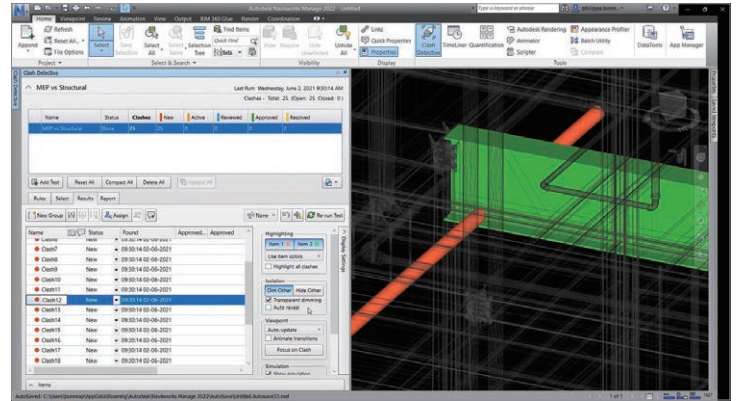 Autodesk Navisworks Manage 2022 Untitled
Type a keyword or phrase
Home Viewpoint Review Animation View Output BIM 360 Glue Render Coordination
Append
Refresh
Reset All...
File Options
Project
Select
Save Selection
Select All
Select Same
Selection Tree
Find Items
Quick Find
Sets
Select & Search
Hide
Require
Hide Unselected
Unhide All
Visibility
Links
Quick Properties
Properties
Display
Clash Detective
TimeLiner
Quantification
Autodesk Rendering
Animator
Scripter
Appearance Profiler
Batch Utility
Compare
Tools
DataTools
App Manager
Clash Detective
Clash Detective
MEP vs Structural
Last Run: Wednesday, June 2, 2021 9:30:14 AM
Clashes - Total: 25 (Open: 25 Closed: 0)
Name Status Clashes New Active Reviewed Approved Resolved
MEP vs Structural Done 25 25 0 0 0 0
Add Test Reset All Compact All Delete All Update All
Rules Select Results Report
New Group Assign None Re-run Test
Name Status Found Approved... Approved
Clash6 New 09:30:14 02-06-2021
Clash7 New 09:30:14 02-06-2021
Clash8 New 09:30:14 02-06-2021
Clash9 New 09:30:14 02-06-2021
Clash10 New 09:30:14 02-06-2021
Clash11 New 09:30:14 02-06-2021
Clash12 New 09:30:14 02-06-2021
Clash13 New 09:30:14 02-06-2021
Clash14 New 09:30:14 02-06-2021
Clash15 New 09:30:14 02-06-2021
Clash16 New 09:30:14 02-06-2021
Clash17 New 09:30:14 02-06-2021
Clash18 New 09:30:14 02-06-2021
Display Settings
Highlighting
Item 1 Item 2
Use item colors
Highlight all clashes
Isolation
Dim Other Hide Other
Transparent dimming
Auto reveal
Viewpoint
Auto-update
Animate transitions
Focus on Clash
Simulation
Show simulation
Items
1 of 1